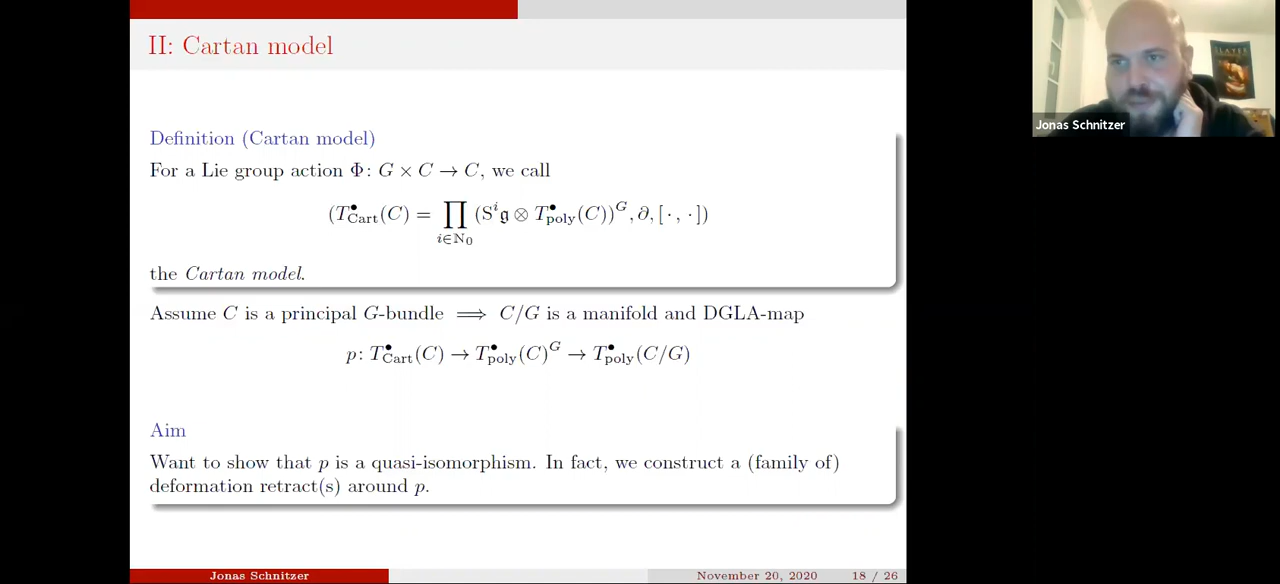 II: Cartan model
Definition (Cartan model)
For a Lie group action Φ: G × C → C, we call
(T•Cart(C) = ∏ i∈ℕ₀ (Sⁱ𝔤 ⊗ T•poly(C))ᴳ, ∂, [·, ·])
the Cartan model.
Assume C is a principal G-bundle ⟹ C/G is a manifold and DGLA-map
p: T•Cart(C) → T•poly(C)ᴳ → T•poly(C/G)
Aim
Want to show that p is a quasi-isomorphism. In fact, we construct a (family of)
deformation retract(s) around p.
Jonas Schnitzer November 20, 2020 18 / 26
SLAYER
Jonas Schnitzer